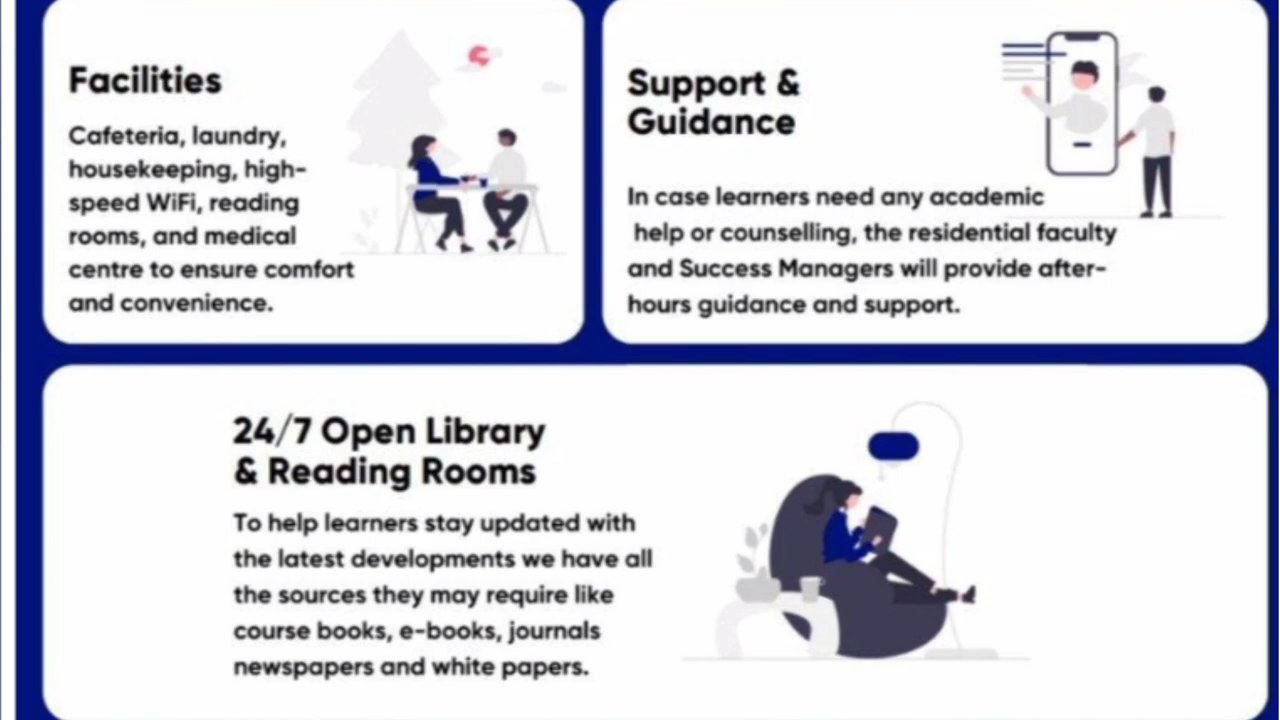 Facilities
Cafeteria, laundry,
housekeeping, high-
speed WiFi, reading
rooms, and medical
centre to ensure comfort
and convenience.
Support &
Guidance
In case learners need any academic
help or counselling, the residential faculty
and Success Managers will provide after-
hours guidance and support.
24/7 Open Library
& Reading Rooms
To help learners stay updated with
the latest developments we have all
the sources they may require like
course books, e-books, journals
newspapers and white papers.